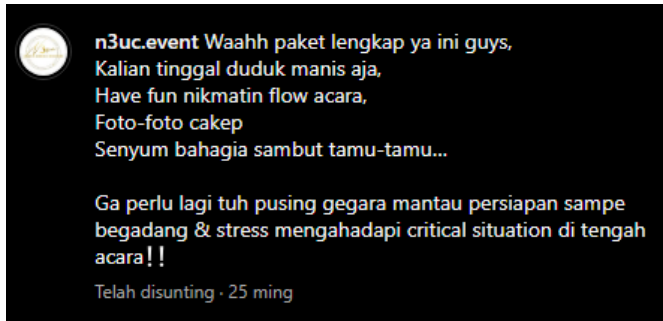 n3uc.event Waahh paket lengkap ya ini guys,
Kalian tinggal duduk manis aja,
Have fun nikmatin flow acara,
Foto-foto cakep
Senyum bahagia sambut tamu-tamu...
Ga perlu lagi tuh pusing gegara mantau persiapan sampe
begadang & stress mengahadapi critical situation di tengah
acara❕❕
Telah disunting · 25 ming